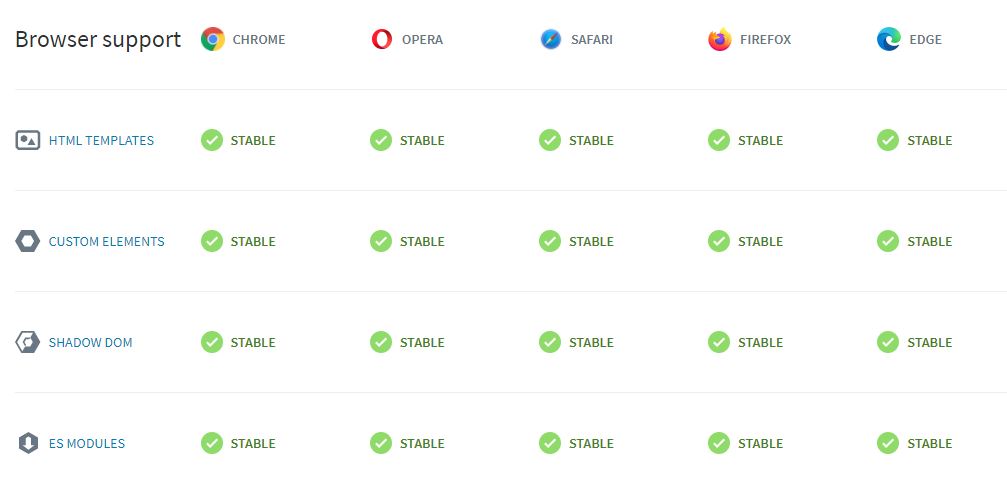 Browser support CHROME OPERA SAFARI FIREFOX EDGE
HTML TEMPLATES STABLE STABLE STABLE STABLE STABLE
CUSTOM ELEMENTS STABLE STABLE STABLE STABLE STABLE
SHADOW DOM STABLE STABLE STABLE STABLE STABLE
ES MODULES STABLE STABLE STABLE STABLE STABLE